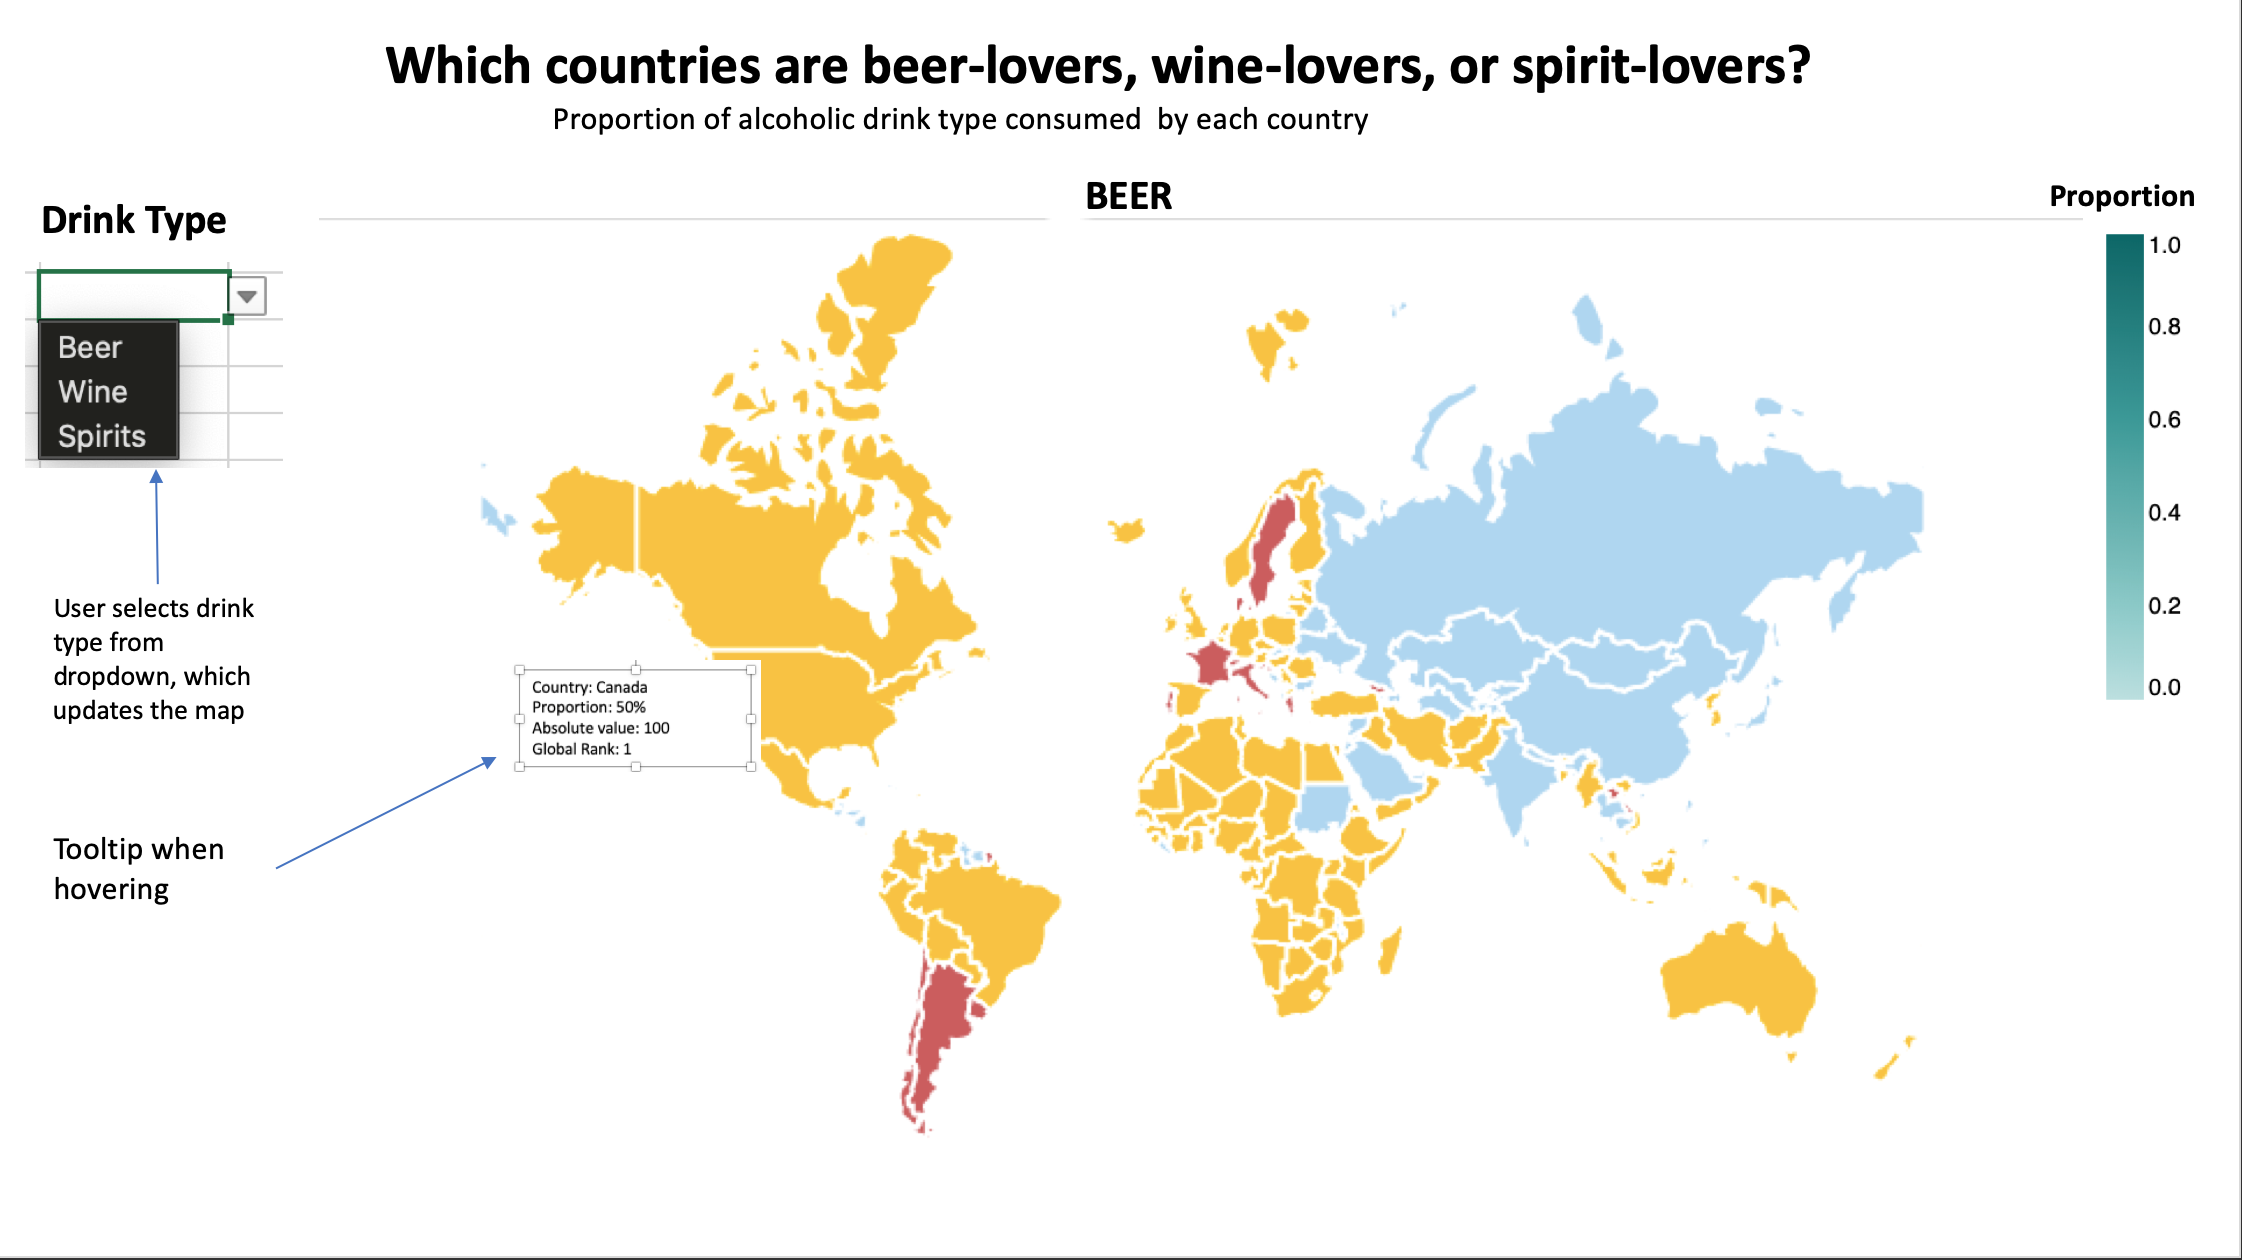 Which countries are beer-lovers, wine-lovers, or spirit-lovers?
Proportion of alcoholic drink type consumed  by each country
Drink Type
Beer
Wine
Spirits
User selects drink
type from
dropdown, which
updates the map
Tooltip when
hovering
BEER
Country: Canada
Proportion: 50%
Absolute value: 100
Global Rank: 1
Proportion
1.0
0.8
0.6
0.4
0.2
0.0